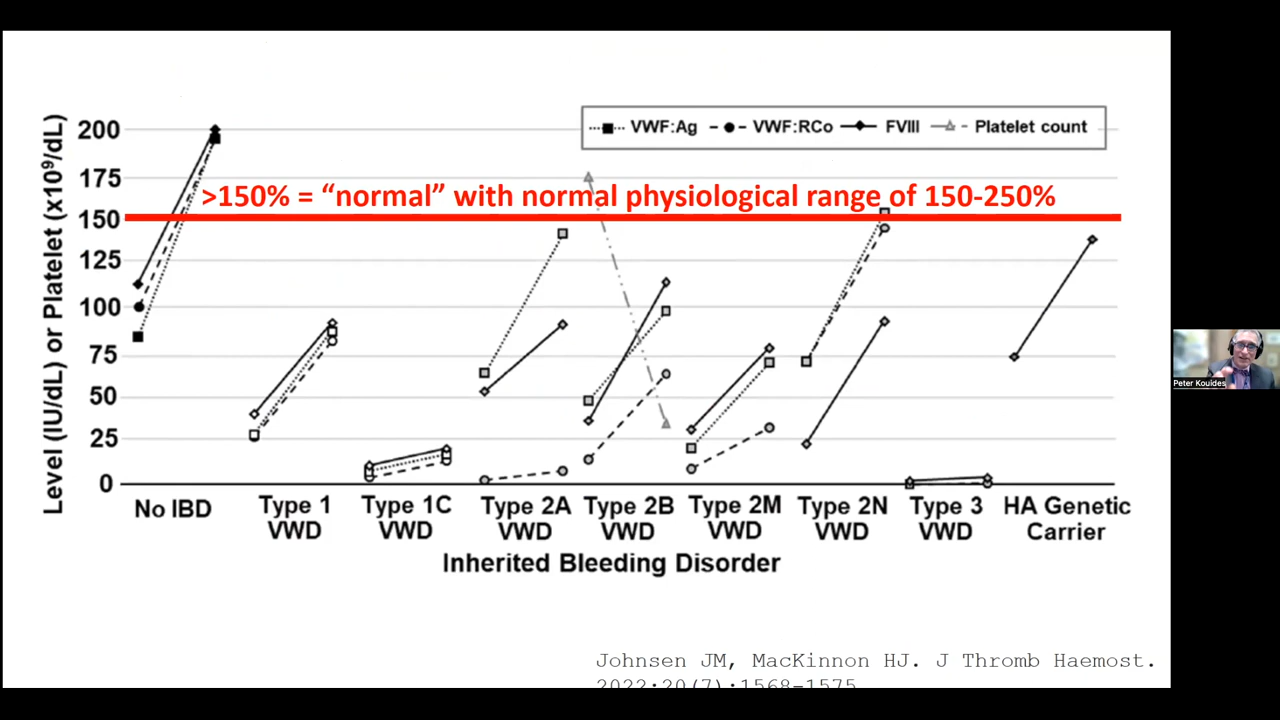 Level (IU/dL) or Platelet (x10⁹/dL)
200
175
150
125
100
75
50
25
0
VWF:Ag VWF:RCo FVIII Platelet count
>150% = “normal” with normal physiological range of 150-250%
No IBD
Type 1 VWD
Type 1C VWD
Type 2A VWD
Type 2B VWD
Type 2M VWD
Type 2N VWD
Type 3 VWD
HA Genetic Carrier
Inherited Bleeding Disorder
Johnsen JM, MacKinnon HJ. J Thromb Haemost.
2022;20(7):1568-1575
Peter Kouides